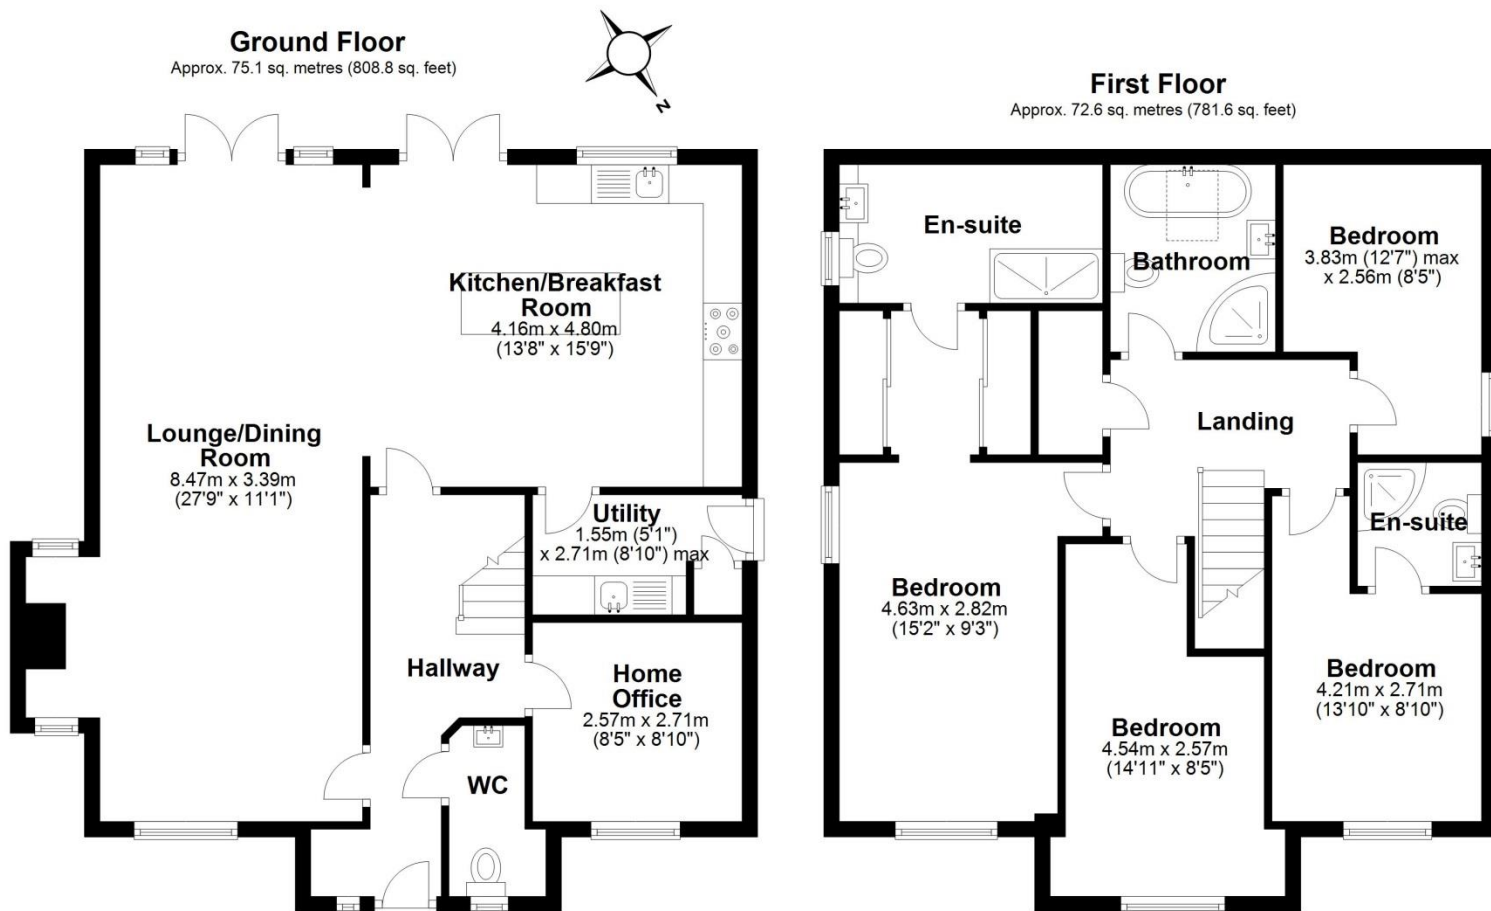 Ground Floor
Approx. 75.1 sq. metres (808.8 sq. feet)
N
Kitchen/Breakfast
Room
4.16m x 4.80m
(13'8" x 15'9")
Lounge/Dining
Room
8.47m x 3.39m
(27'9" x 11'1")
Utility
1.55m (5'1")
x 2.71m (8'10") max
Hallway
Home
Office
2.57m x 2.71m
(8'5" x 8'10")
WC
First Floor
Approx. 72.6 sq. metres (781.6 sq. feet)
En-suite
Bathroom
Bedroom
3.83m (12'7") max
x 2.56m (8'5")
Landing
En-suite
Bedroom
4.63m x 2.82m
(15'2" x 9'3")
Bedroom
4.54m x 2.57m
(14'11" x 8'5")
Bedroom
4.21m x 2.71m
(13'10" x 8'10")